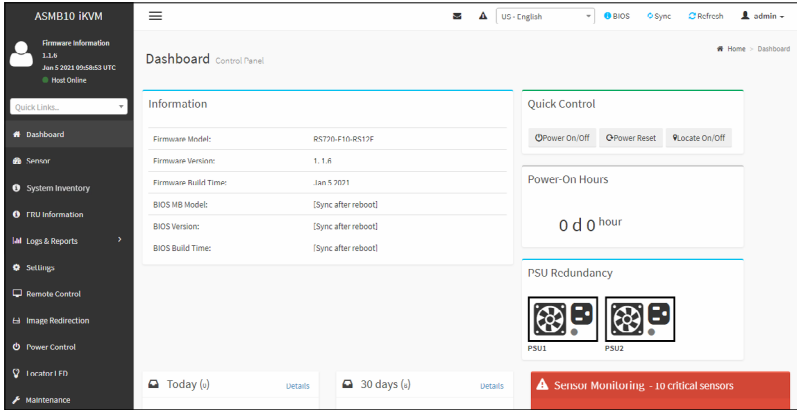 ASMB10 iKVM
US - English
BIOS
Sync
Refresh
admin
Firmware Information
1.1.6
Jan 5 2021 09:58:53 UTC
Host Online
Dashboard Control Panel
Home > Dashboard
Quick Links..
Dashboard
Sensor
System Inventory
FRU Information
Logs & Reports
Settings
Remote Control
Image Redirection
Power Control
Locator LED
Maintenance
Information
Firmware Model: RS720-E10-RS12E
Firmware Version: 1.1.6
Firmware Build Time: Jan 5 2021
BIOS MB Model: [Sync after reboot]
BIOS Version: [Sync after reboot]
BIOS Build Time: [Sync after reboot]
Quick Control
Power On/Off
Power Reset
Locate On/Off
Power-On Hours
0 d 0 hour
PSU Redundancy
PSU1
PSU2
Today (0)
Details
30 days
Details
Sensor Monitoring - 10 critical sensors